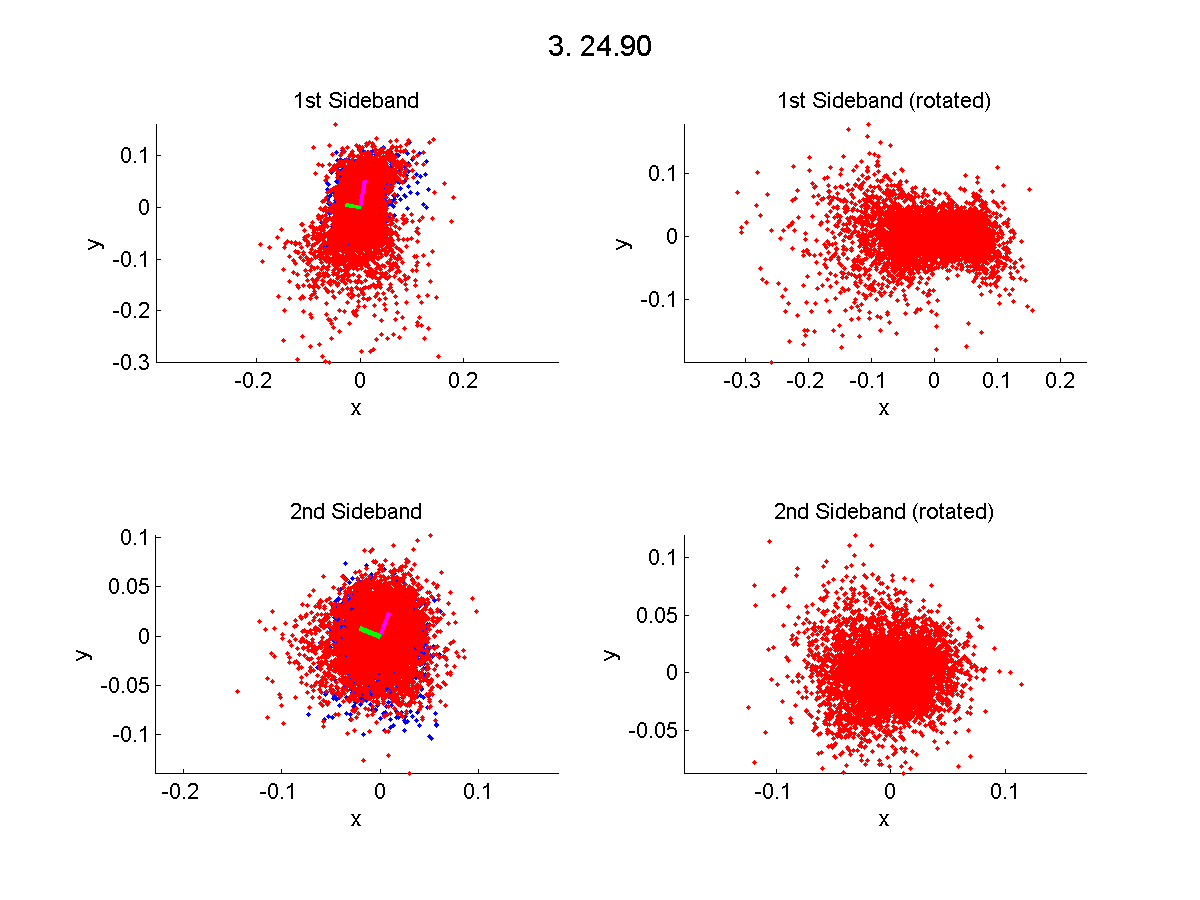 3. 24.90
1st Sideband
0.1
0
-0.1
-0.2
-0.3
y
-0.2 0 0.2
x
1st Sideband (rotated)
0.1
0
-0.1
y
-0.3 -0.2 -0.1 0 0.1 0.2
x
2nd Sideband
0.1
0.05
0
-0.05
-0.1
y
-0.2 -0.1 0 0.1
x
2nd Sideband (rotated)
0.1
0.05
0
-0.05
y
-0.1 0 0.1
x